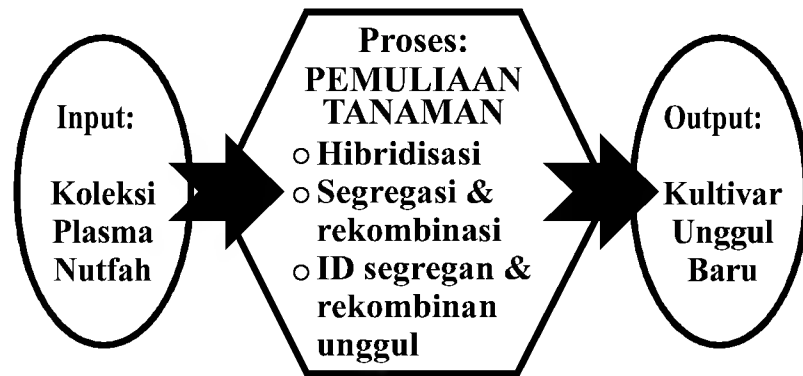 Input:
Koleksi
Plasma
Nutfah
Proses:
PEMULIAAN
TANAMAN
○ Hibridisasi
○ Segregasi &
rekombinasi
○ ID segregan &
rekombinan
unggul
Output:
Kultivar
Unggul
Baru